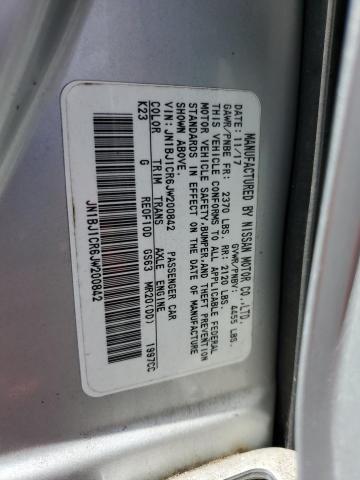 MANUFACTURED BY NISSAN MOTOR CO.,LTD.
11/17 GVWR/PNBV: 4455 LBS.
GAWR/PNBE FR: 2370 LBS. RR: 2120 LBS.
THIS VEHICLE CONFORMS TO ALL APPLICABLE FEDERAL
MOTOR VEHICLE SAFETY,BUMPER,AND THEFT PREVENTION
STANDARDS IN EFFECT ON THE DATE OF MANUFACTURE
SHOWN ABOVE.
VIN:JN1BJ1CR6JW200842 PASSENGER CAR
COLOR TRIM TRANS AXLE ENGINE
K23 G RE0F10D GS63 MR20(DD) 1997CC
JN1BJ1CR6JW200842